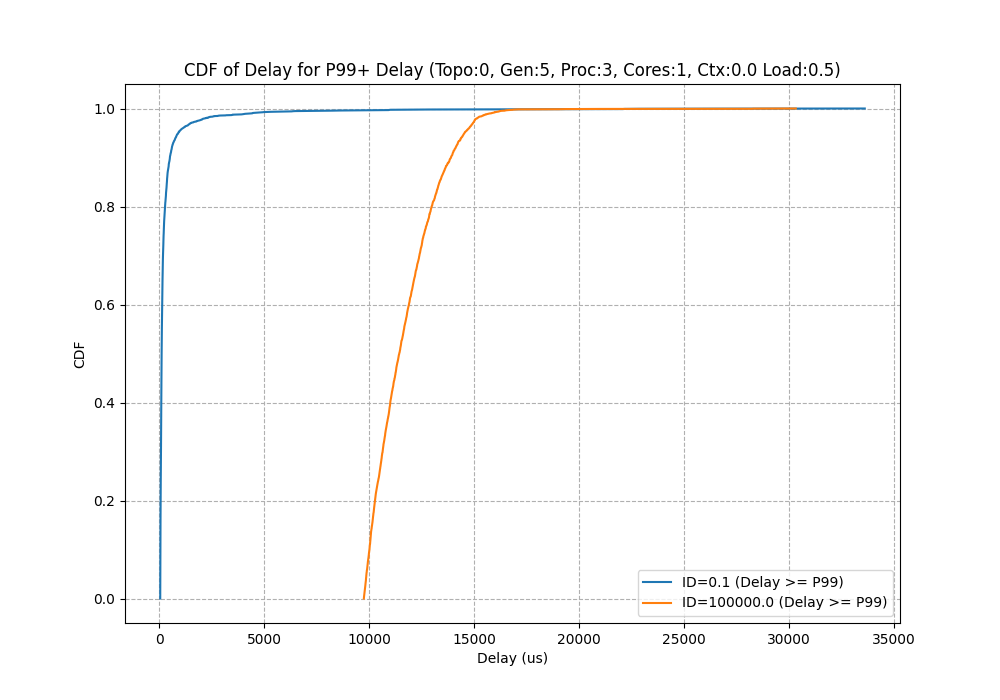 CDF of Delay for P99+ Delay (Topo:0, Gen:5, Proc:3, Cores:1, Ctx:0.0 Load:0.5)
CDF
1.0
0.8
0.6
0.4
0.2
0.0
ID=0.1 (Delay >= P99)
ID=100000.0 (Delay >= P99)
0 5000 10000 15000 20000 25000 30000 35000
Delay (us)